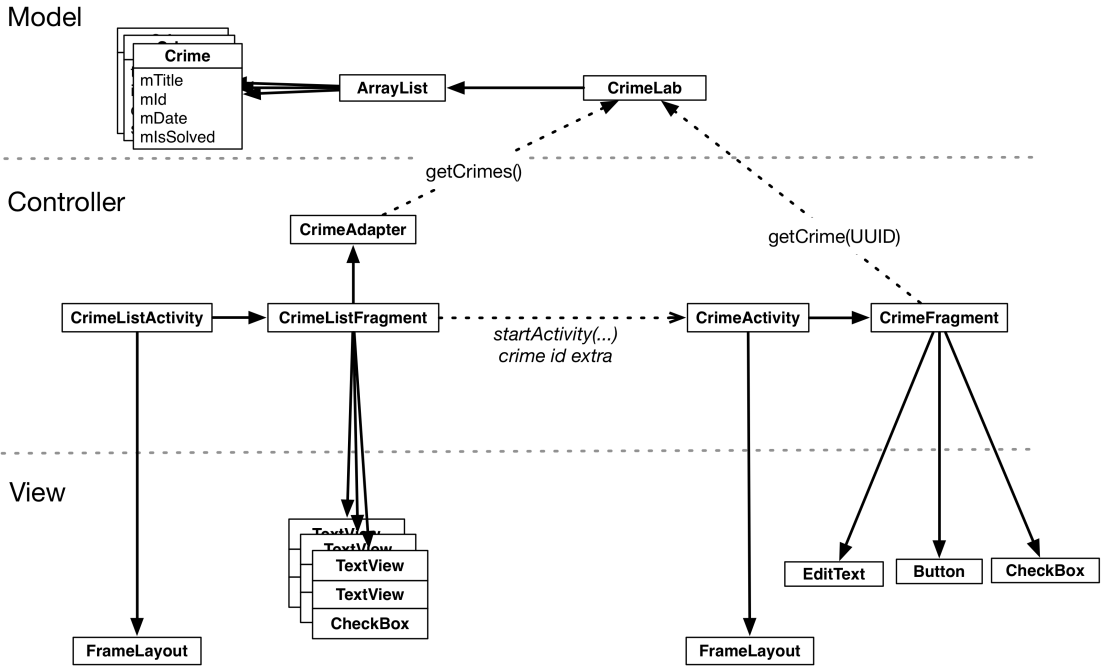 Model
Crime
mTitle
mId
mDate
mIsSolved
ArrayList
CrimeLab
getCrimes()
Controller
CrimeAdapter
getCrime(UUID)
CrimeListActivity
CrimeListFragment
startActivity(...)
crime id extra
CrimeActivity
CrimeFragment
View
TextView
TextView
TextView
TextView
CheckBox
EditText
Button
CheckBox
FrameLayout
FrameLayout